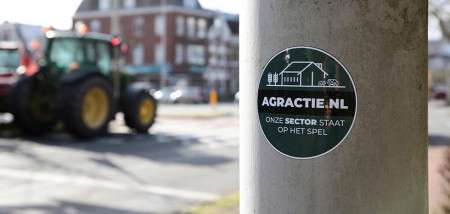 AGRACTIE.NL
ONZE SECTOR STAAT
OP HET SPEL